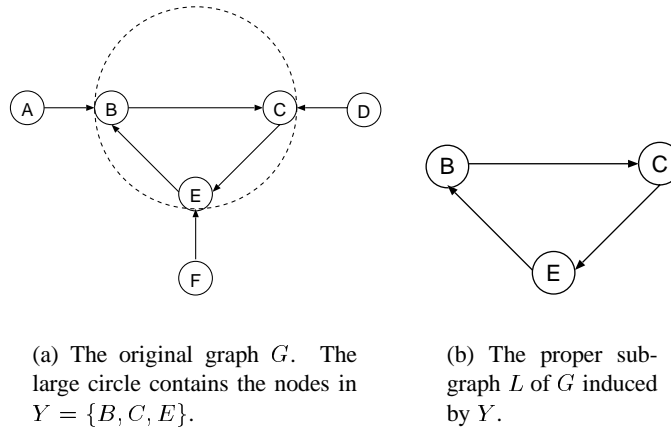 A
B
C
D
E
F
B
C
E
(a) The original graph G. The
large circle contains the nodes in
Y = {B, C, E}.
(b) The proper sub-
graph L of G induced
by Y.